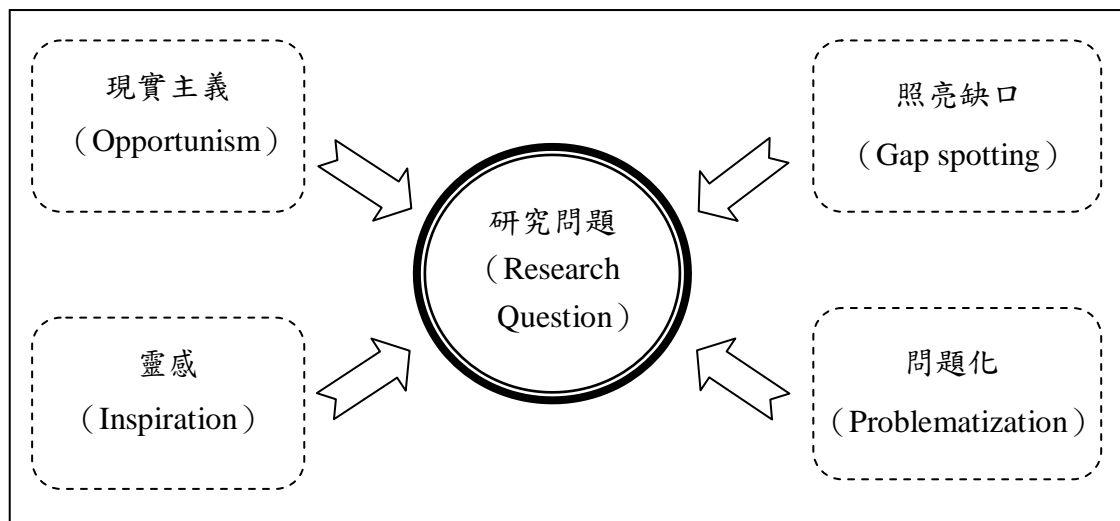 現實主義
（Opportunism）
照亮缺口
（Gap spotting）
研究問題
（Research
Question）
靈感
（Inspiration）
問題化
（Problematization）